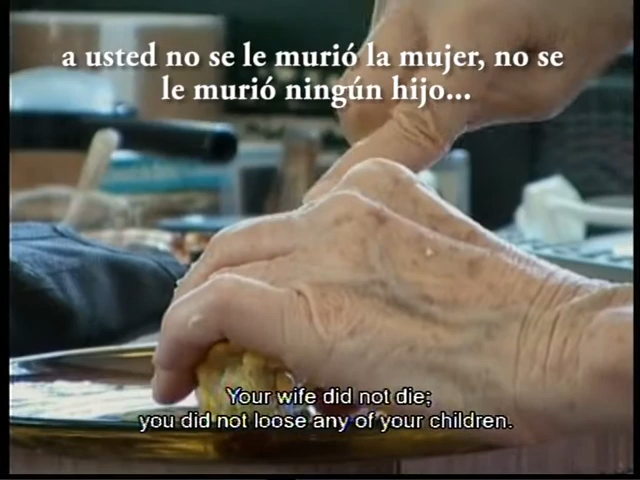 a usted no se le murió la mujer, no se
le murió ningún hijo...
Your wife did not die;
you did not loose any of your children.